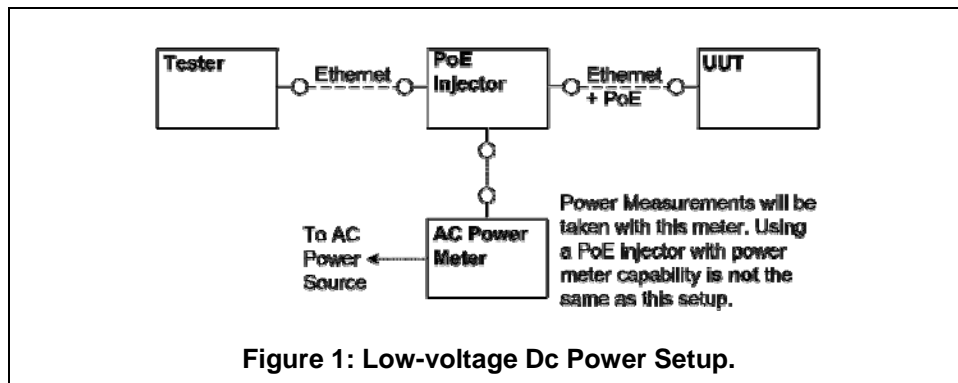 Tester
Ethernet
PoE
Injector
Ethernet
+ PoE
UUT
To AC
Power
Source
AC Power
Meter
Power Measurements will be
taken with this meter. Using
a PoE injector with power
meter capability is not the
same as this setup.
Figure 1: Low-voltage Dc Power Setup.